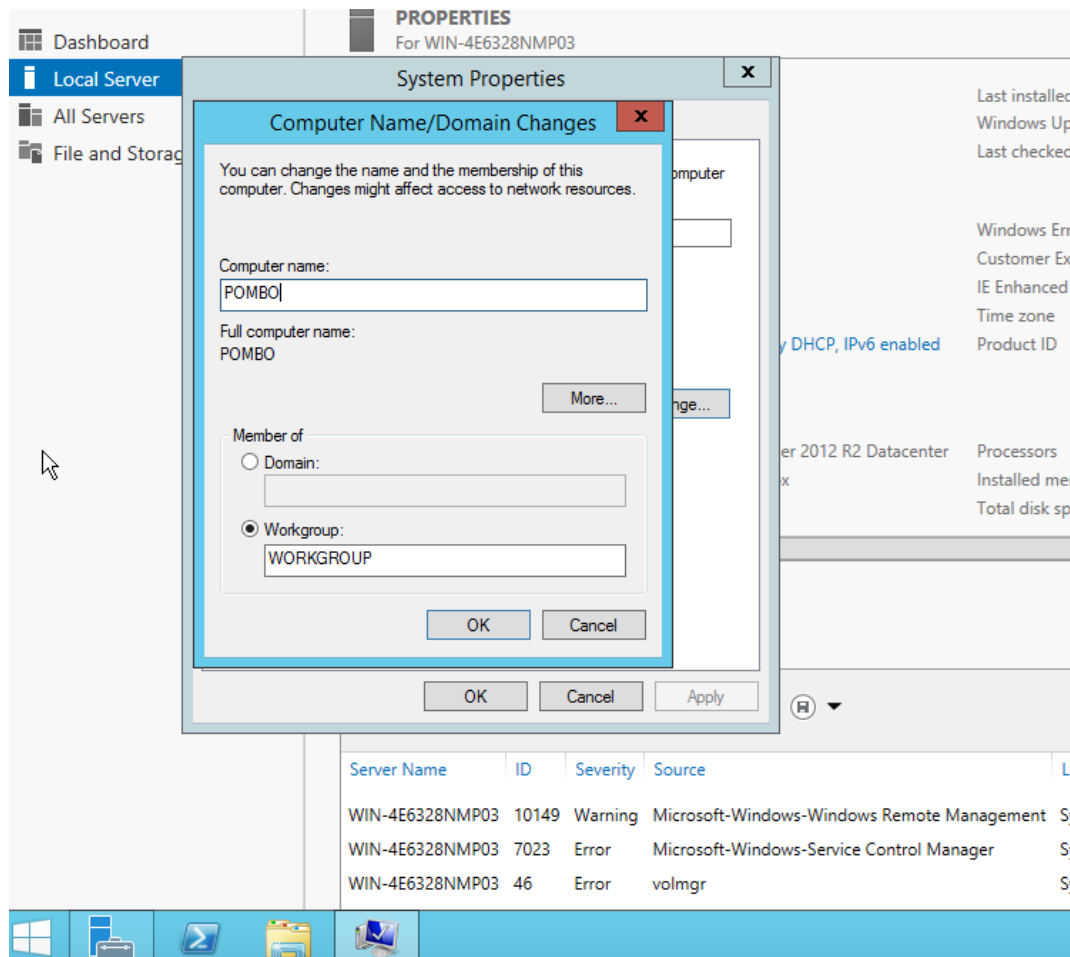 PROPERTIES
For WIN-4E6328NMP03
Dashboard
Local Server
All Servers
File and Storag
System Properties
x
Computer Name/Domain Changes
x
You can change the name and the membership of this
computer. Changes might affect access to network resources.
omputer
Computer name:
POMBO
Full computer name:
POMBO
More...
nge...
Member of
Domain:
Workgroup:
WORKGROUP
OK
Cancel
OK
Cancel
Apply
Last installed
Windows Up
Last checked
Windows Err
Customer Ex
IE Enhanced
Time zone
y DHCP, IPv6 enabled
Product ID
er 2012 R2 Datacenter
Processors
x
Installed me
Total disk sp
Server Name ID Severity Source L
WIN-4E6328NMP03 10149 Warning Microsoft-Windows-Windows Remote Management Sy
WIN-4E6328NMP03 7023 Error Microsoft-Windows-Service Control Manager Sy
WIN-4E6328NMP03 46 Error volmgr Sy